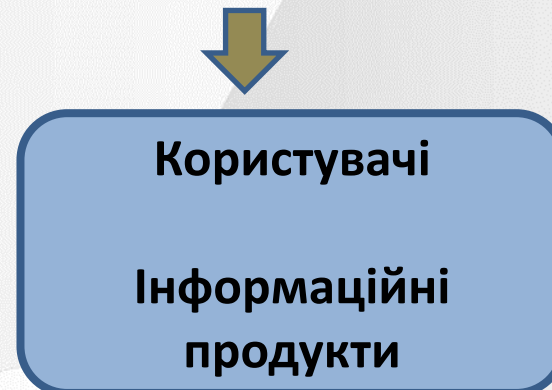 Користувачі
Інформаційні
продукти